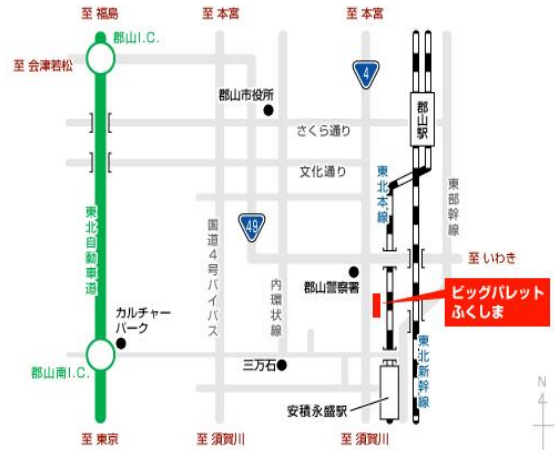 至 福島
至 本宮
至 本宮
郡山I.C.
至 会津若松
4
郡山市役所
郡山駅
さくら通り
文化通り
東北本線
東部幹線
東北自動車道
国道4号バイパス
49
内環状線
至 いわき
郡山警察署
ビッグパレット
ふくしま
カルチャー
パーク
三万石
東北新幹線
郡山南I.C.
安積永盛駅
N
4
至 東京
至 須賀川
至 須賀川